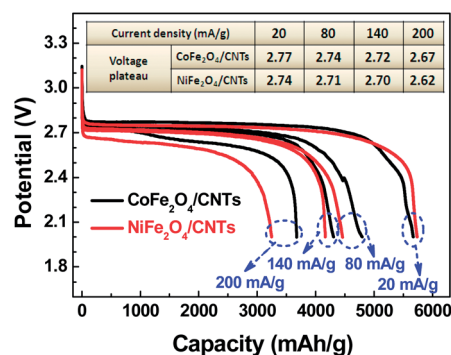 Current density (mA/g) 20 80 140 200
Voltage plateau CoFe₂O₄/CNTs 2.77 2.74 2.72 2.67
NiFe₂O₄/CNTs 2.74 2.71 2.70 2.62
Potential (V)
3.3
3.0
2.7
2.4
2.1
1.8
CoFe₂O₄/CNTs
NiFe₂O₄/CNTs
200 mA/g
140 mA/g
80 mA/g
20 mA/g
0 1000 2000 3000 4000 5000 6000
Capacity (mAh/g)